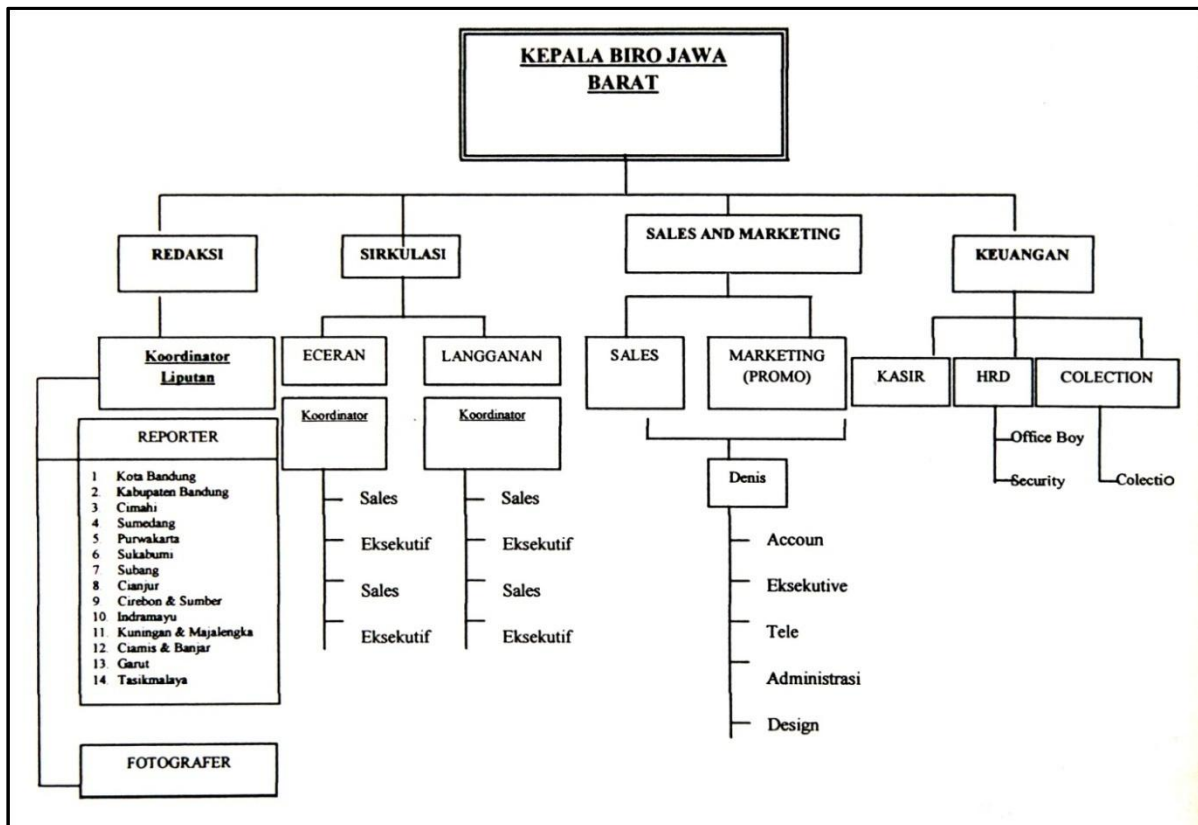 KEPALA BIRO JAWA
BARAT
REDAKSI
SIRKULASI
SALES AND MARKETING
KEUANGAN
Koordinator
Liputan
ECERAN
LANGGANAN
SALES
MARKETING
(PROMO)
KASIR
HRD
COLECTION
REPORTER
1 Kota Bandung
2. Kabupaten Bandung
3. Cimahi
4 Sumedang
5 Purwakarta
6 Sukabumi
7 Subang
8 Cianjur
9 Cirebon & Sumber
10. Indramayu
11. Kuningan & Majalengka
12. Ciamis & Banjar
13. Garut
14. Tasikmalaya
FOTOGRAFER
Koordinator
Sales
Eksekutif
Sales
Eksekutif
Koordinator
Sales
Eksekutif
Sales
Eksekutif
Denis
Accoun
Eksekutive
Tele
Administrasi
Design
Office Boy
Security
Colectio